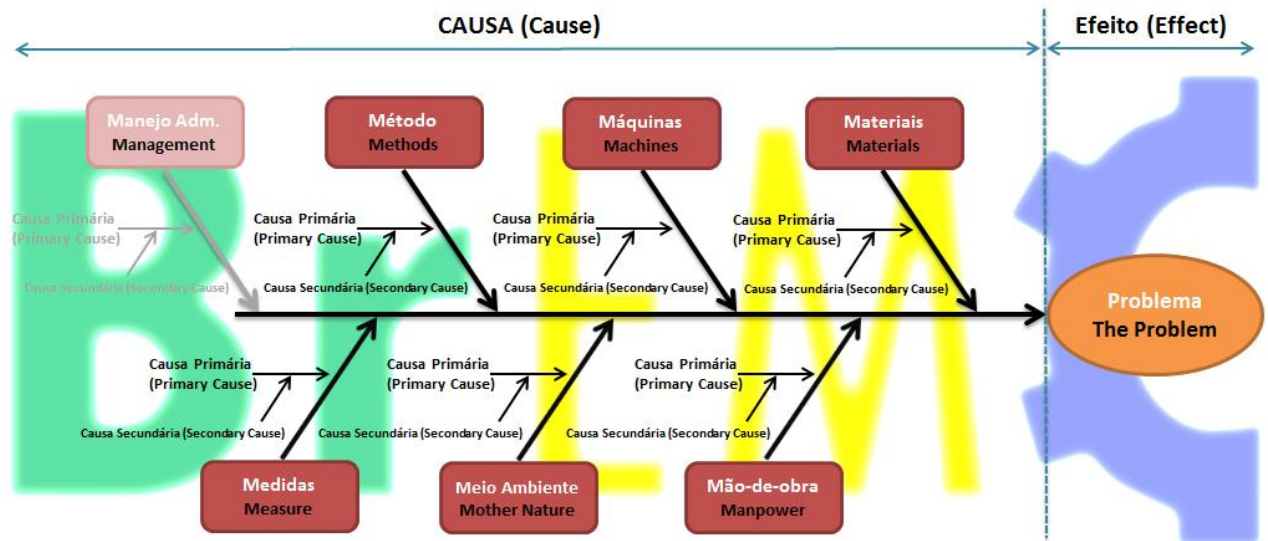 CAUSA (Cause)
Efeito (Effect)
Manejo Adm.
Management
Método
Methods
Máquinas
Machines
Materiais
Materials
Causa Primária
(Primary Cause)
Causa Secundária (Secondary Cause)
Causa Primária
(Primary Cause)
Causa Secundária (Secondary Cause)
Causa Primária
(Primary Cause)
Causa Secundária (Secondary Cause)
Causa Primária
(Primary Cause)
Causa Secundária (Secondary Cause)
Problema
The Problem
Causa Primária
(Primary Cause)
Causa Secundária (Secondary Cause)
Causa Primária
(Primary Cause)
Causa Secundária (Secondary Cause)
Causa Primária
(Primary Cause)
Causa Secundária (Secondary Cause)
Medidas
Measure
Meio Ambiente
Mother Nature
Mão-de-obra
Manpower